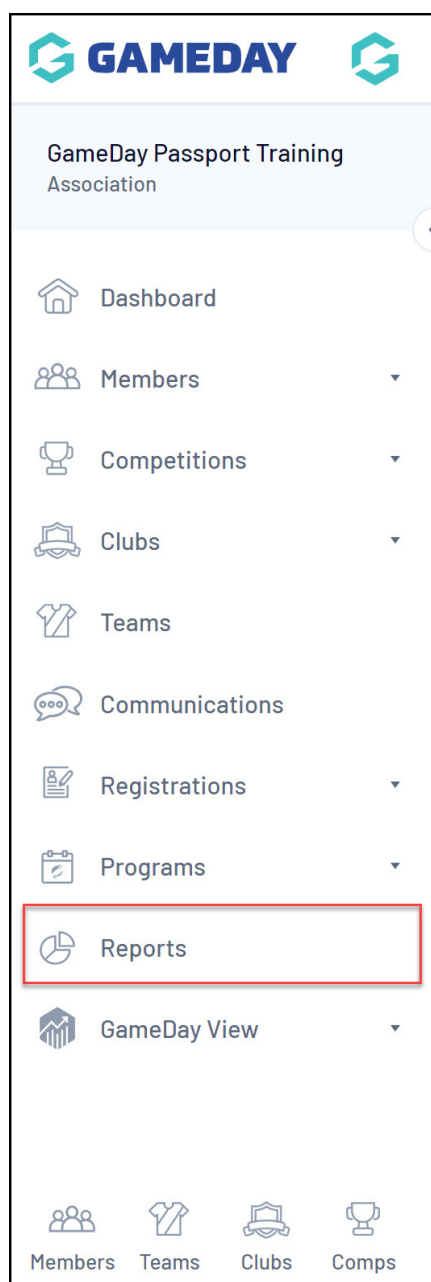 GAMEDAY
GameDay Passport Training
Association
Dashboard
Members
Competitions
Clubs
Teams
Communications
Registrations
Programs
Reports
GameDay View
Members Teams Clubs Comps